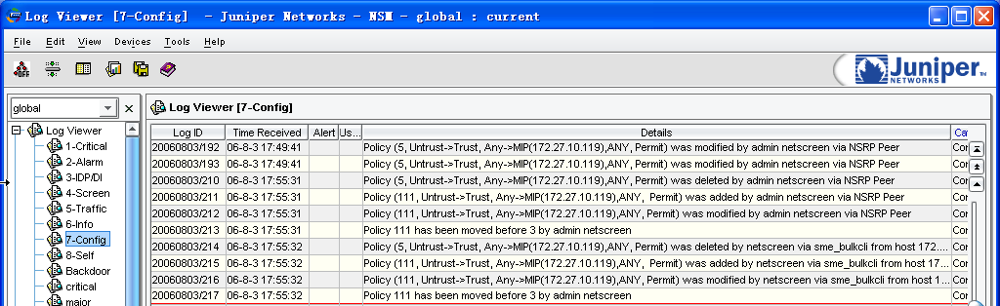 Log Viewer [7-Config] - Juniper Networks - NSM - global : current
File Edit View Devices Tools Help
OFF
Juniper
NETWORKS
global
Log Viewer [7-Config]
Log Viewer
1-Critical
2-Alarm
3-IDP/DI
4-Screen
5-Traffic
6-Info
7-Config
8-Self
Backdoor
critical
major
Log ID Time Received Alert Us... Details Ca
20060803/192 06-8-3 17:49:41 Policy (5, Untrust->Trust, Any->MIP(172.27.10.119),ANY, Permit) was modified by admin netscreen via NSRP Peer Con
20060803/193 06-8-3 17:49:41 Policy (5, Untrust->Trust, Any->MIP(172.27.10.119),ANY, Permit) was modified by admin netscreen via NSRP Peer Con
20060803/210 06-8-3 17:55:31 Policy (5, Untrust->Trust, Any->MIP(172.27.10.119),ANY, Permit) was deleted by admin netscreen via NSRP Peer Con
20060803/211 06-8-3 17:55:31 Policy (111, Untrust->Trust, Any->MIP(172.27.10.119),ANY, Permit) was added by admin netscreen via NSRP Peer Con
20060803/212 06-8-3 17:55:31 Policy (111, Untrust->Trust, Any->MIP(172.27.10.119),ANY, Permit) was modified by admin netscreen via NSRP Peer Con
20060803/213 06-8-3 17:55:31 Policy 111 has been moved before 3 by admin netscreen Con
20060803/214 06-8-3 17:55:32 Policy (5, Untrust->Trust, Any->MIP(172.27.10.119),ANY, Permit) was deleted by netscreen via sme_bulkcli from host 172.... Con
20060803/215 06-8-3 17:55:32 Policy (111, Untrust->Trust, Any->MIP(172.27.10.119),ANY, Permit) was added by netscreen via sme_bulkcli from host 17... Con
20060803/216 06-8-3 17:55:32 Policy (111, Untrust->Trust, Any->MIP(172.27.10.119),ANY, Permit) was modified by netscreen via sme_bulkcli from host 1... Con
20060803/217 06-8-3 17:55:32 Policy 111 has been moved before 3 by admin netscreen Con